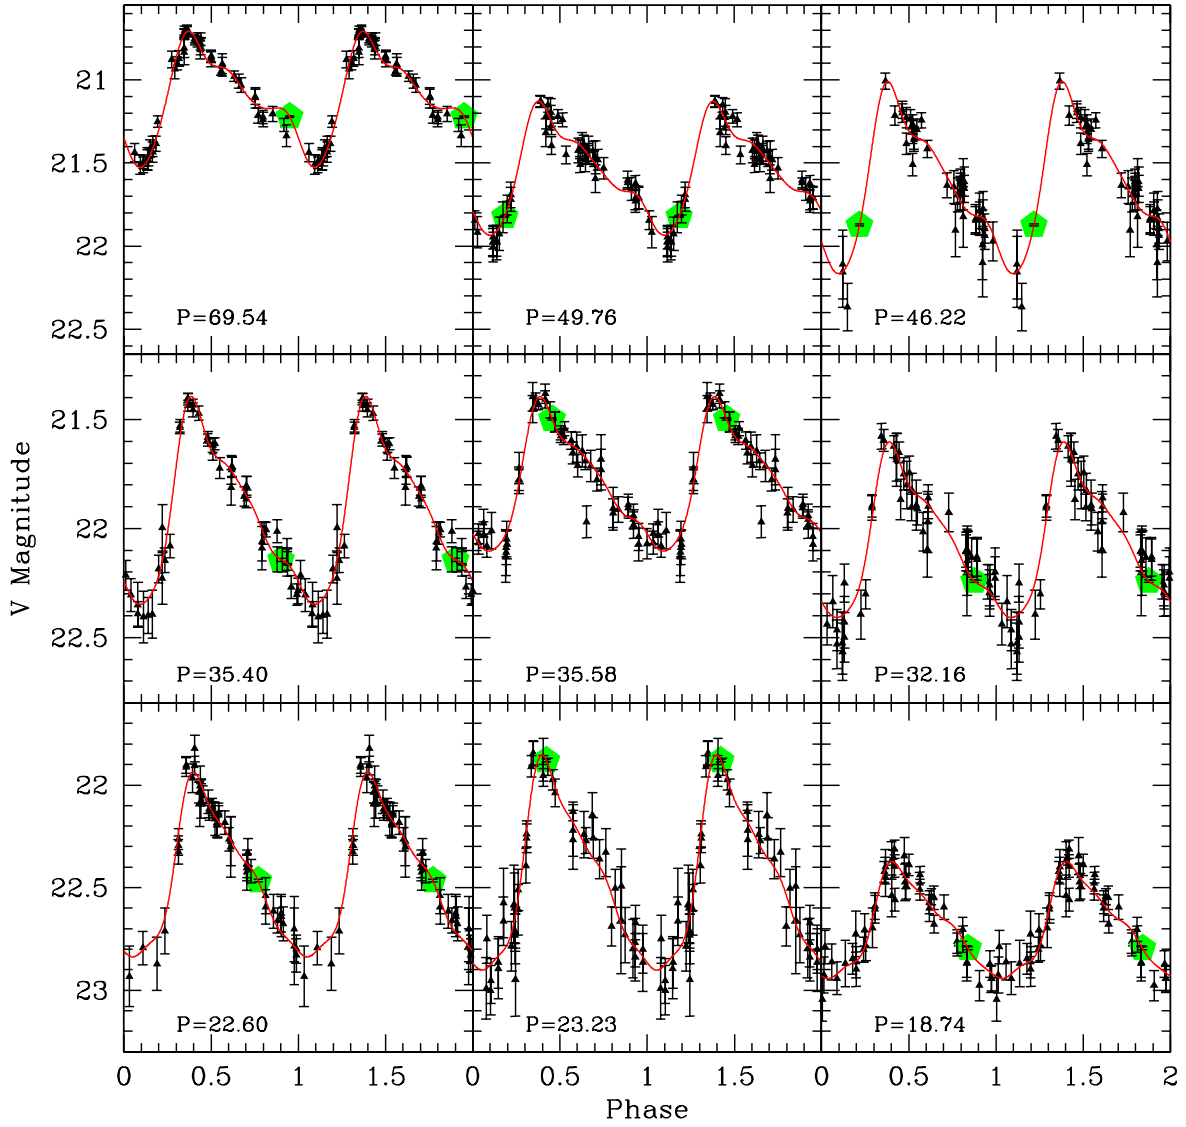 21
21.5
22
22.5
P=69.54
P=49.76
P=46.22
V Magnitude
21.5
22
22.5
P=35.40
P=35.58
P=32.16
22
22.5
23
P=22.60
P=23.23
P=18.74
0 0.5 1 1.5 0 0.5 1 1.5 0 0.5 1 1.5 2
Phase